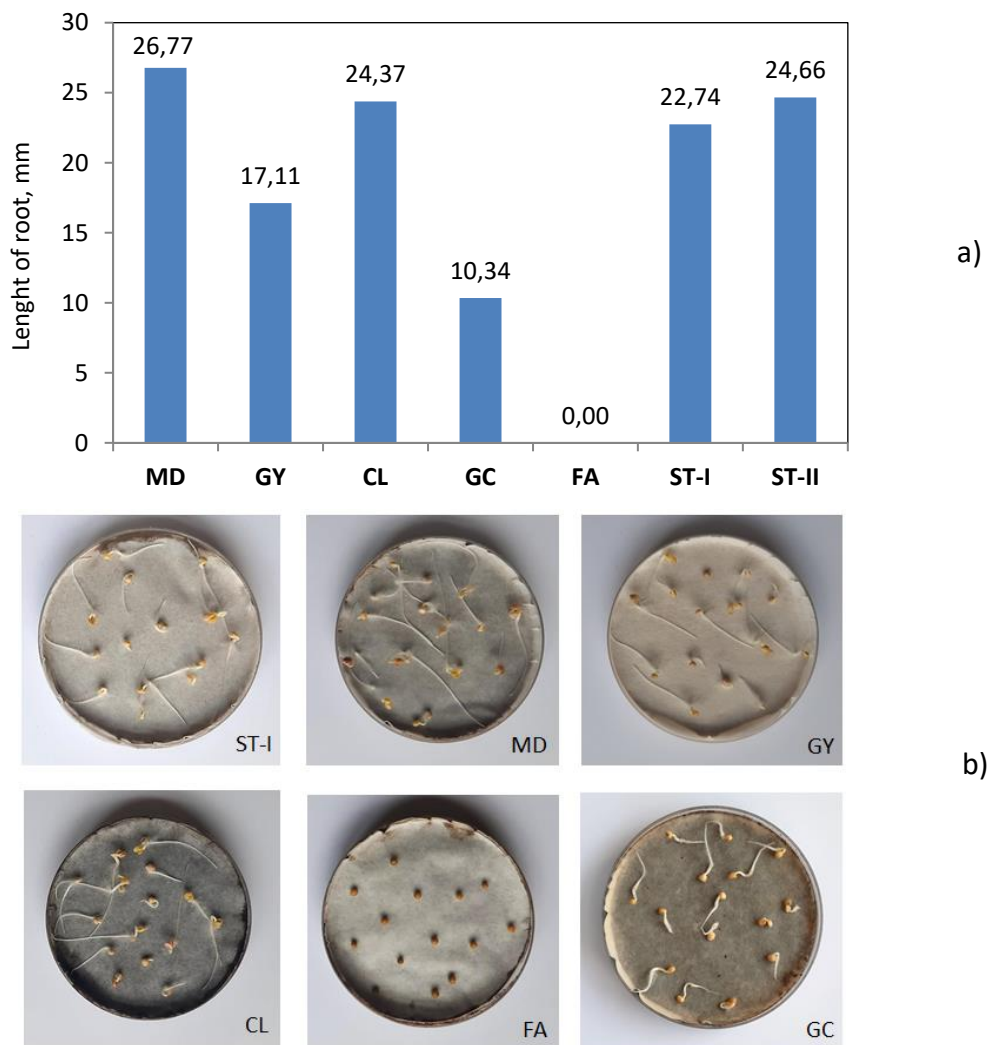 30
25
20
15
10
5
0
Lenght of root, mm
26,77
17,11
24,37
10,34
0,00
22,74
24,66
MD GY CL GC FA ST-I ST-II
a)
ST-I
MD
GY
b)
CL
FA
GC